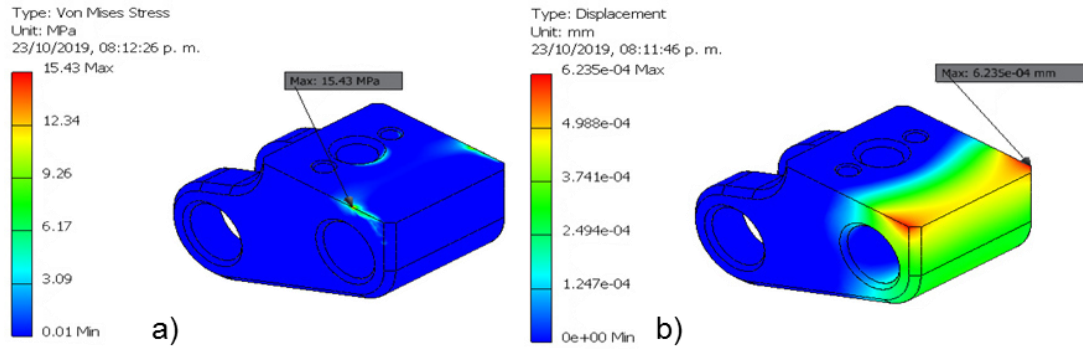 Type: Von Mises Stress
Unit: MPa
23/10/2019, 08:12:26 p. m.
15.43 Max
12.34
9.26
6.17
3.09
0.01 Min
Max: 15.43 MPa
a)
Type: Displacement
Unit: mm
23/10/2019, 08:11:46 p. m.
6.235e-04 Max
4.988e-04
3.741e-04
2.494e-04
1.247e-04
0e+00 Min
Max: 6.235e-04 mm
b)